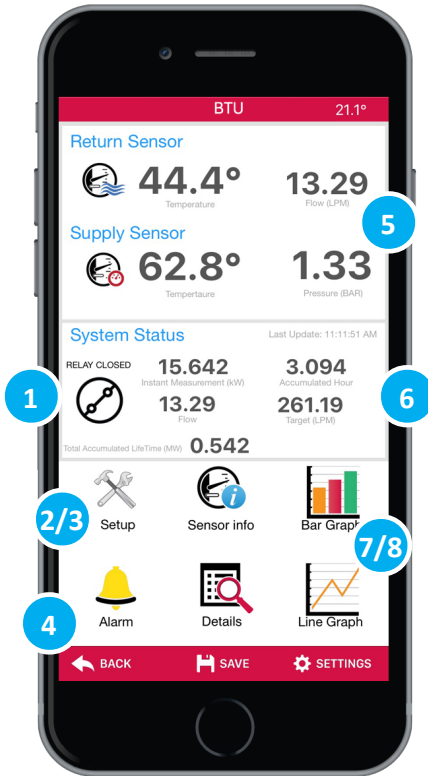 BTU 21.1°
Return Sensor
44.4° 13.29
Temperature Flow (LPM)
5
Supply Sensor
62.8° 1.33
Tempertaure Pressure (BAR)
System Status Last Update: 11:11:51 AM
RELAY CLOSED 15.642 3.094
Instant Measurement (kW) Accumulated Hour
1 6
13.29 261.19
Flow Target (LPM)
Total Accumulated LifeTime (MW) 0.542
2/3
Setup Sensor info Bar Graph
7/8
4
Alarm Details Line Graph
BACK SAVE SETTINGS